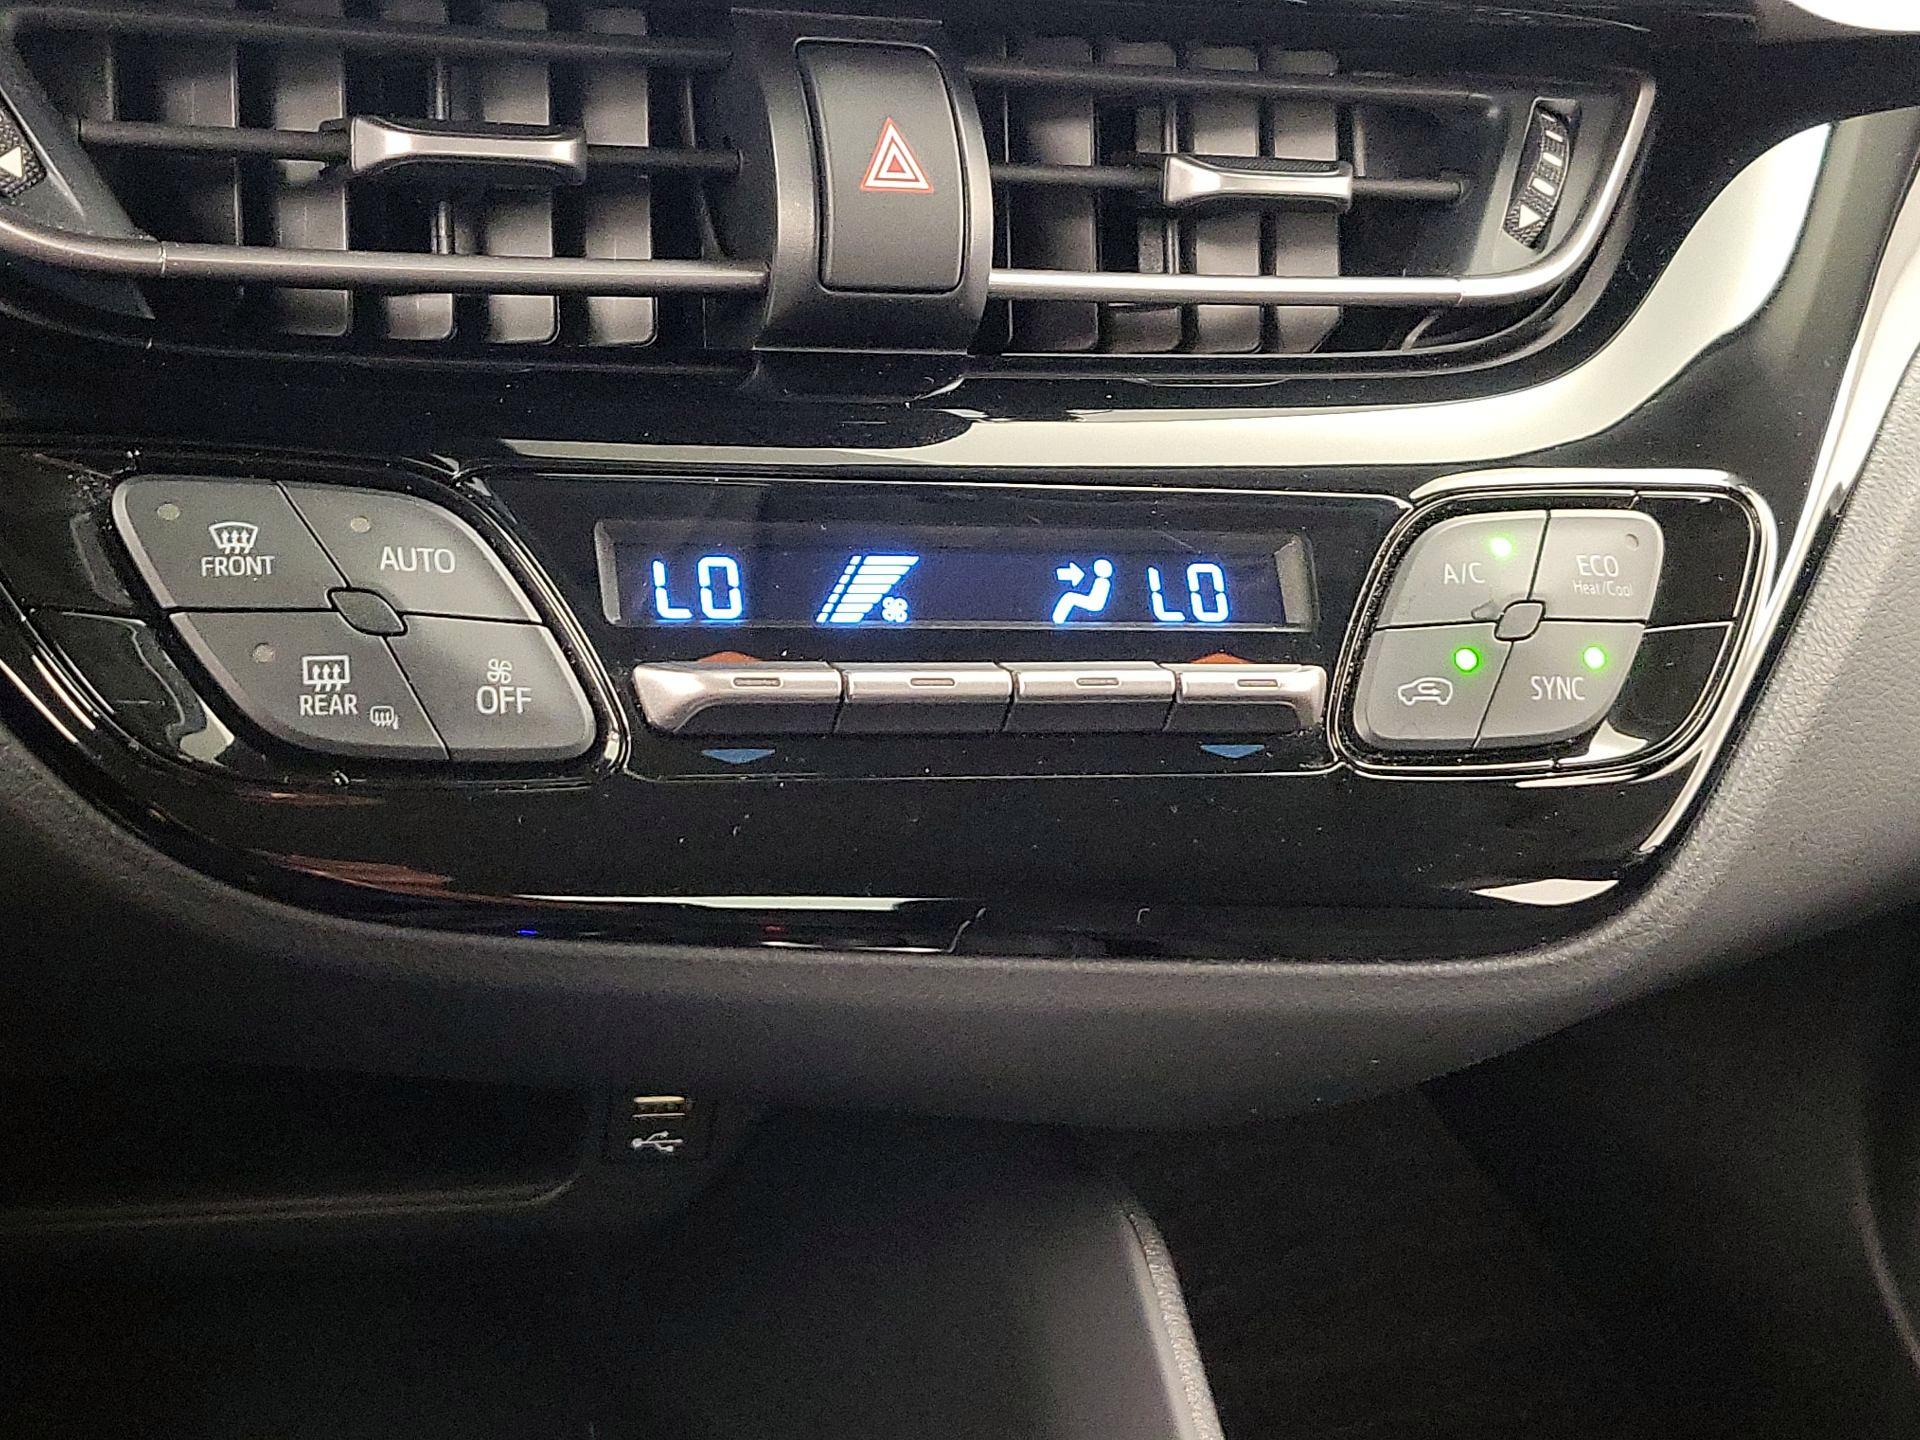 FRONT
AUTO
REAR
OFF
LO
LO
A/C
ECO
Heat/Cool
SYNC